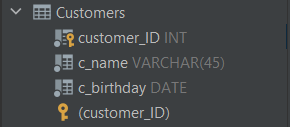 Customers
customer_ID INT
c_name VARCHAR(45)
c_birthday DATE
(customer_ID)